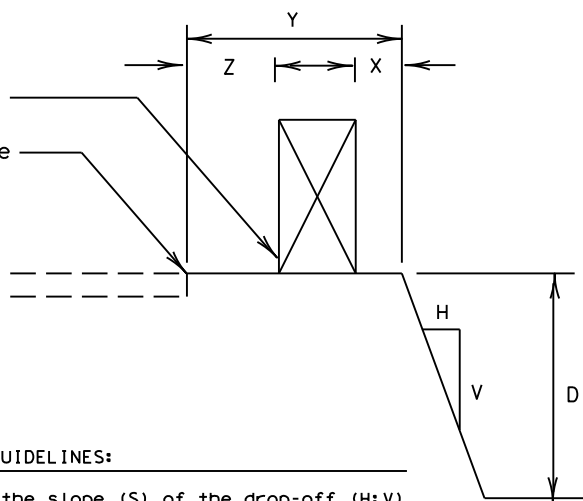 Y
Z X
e
H
V
D
UIDELINES:
the slope (S) of the drop-off (H:V)